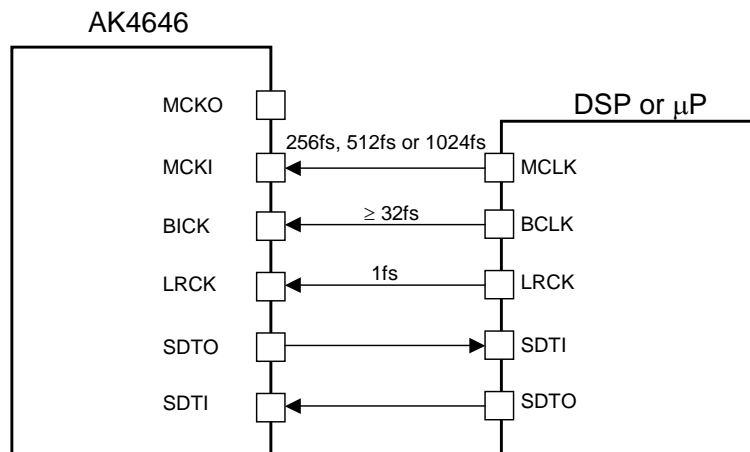 AK4646
DSP or μP
MCKO
256fs, 512fs or 1024fs
MCKI
MCLK
≥ 32fs
BICK
BCLK
1fs
LRCK
LRCK
SDTO
SDTI
SDTI
SDTO